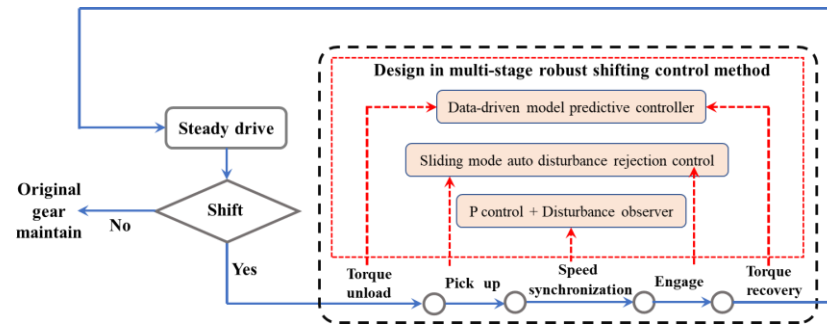 Design in multi-stage robust shifting control method
Data-driven model predictive controller
Steady drive
Sliding mode auto disturbance rejection control
Original
gear
maintain
No
Shift
P control + Disturbance observer
Yes
Torque
unload
Pick up
Speed
synchronization
Engage
Torque
recovery